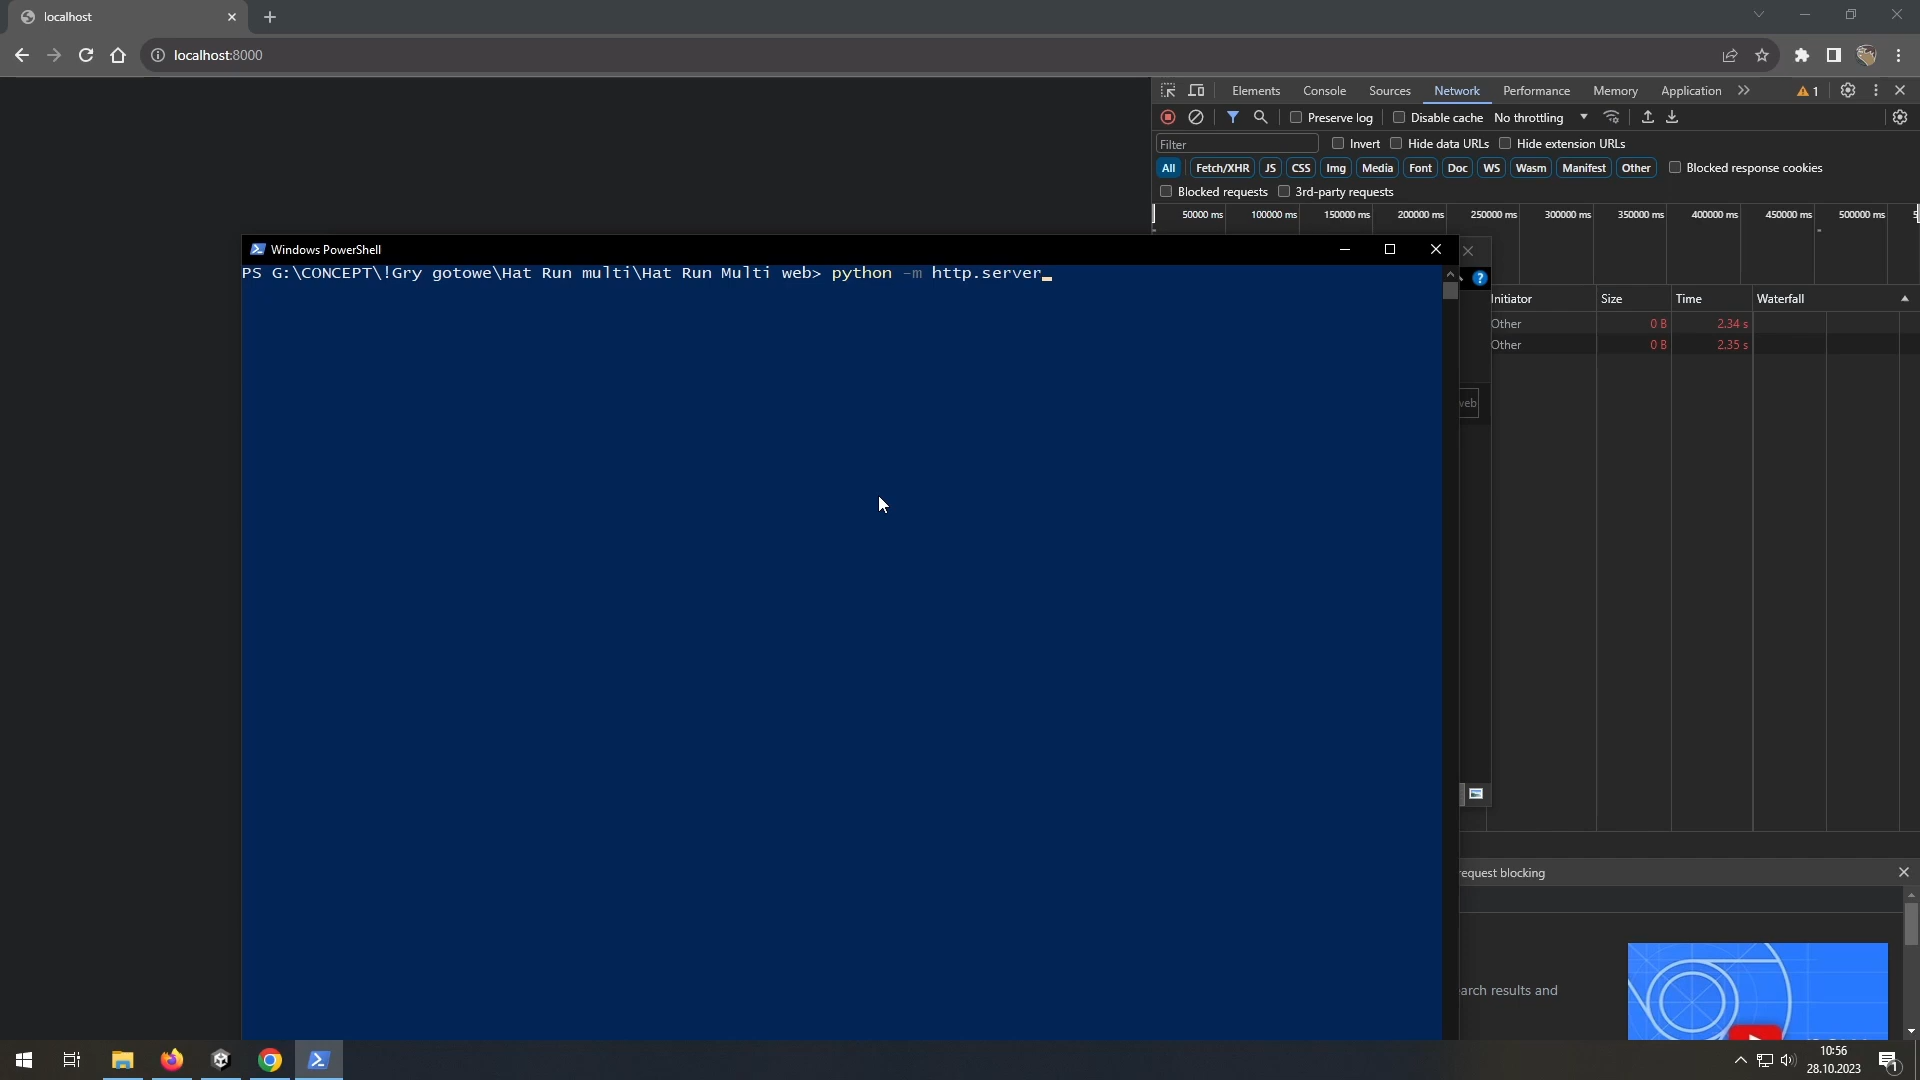 localhost
localhost:8000
Elements Console Sources Network Performance Memory Application 1
Preserve log Disable cache No throttling
Filter Invert Hide data URLs Hide extension URLs
All Fetch/XHR JS CSS Img Media Font Doc WS Wasm Manifest Other Blocked response cookies
Blocked requests 3rd-party requests
50000 ms 100000 ms 150000 ms 200000 ms 250000 ms 300000 ms 350000 ms 400000 ms 450000 ms 500000 ms
Windows PowerShell
PS G:\CONCEPT\!Gry gotowe\Hat Run multi\Hat Run Multi web> python -m http.server
Initiator Size Time Waterfall
Other 0 B 2.34 s
Other 0 B 2.35 s
web
request blocking
earch results and
10:56
28.10.2023
1